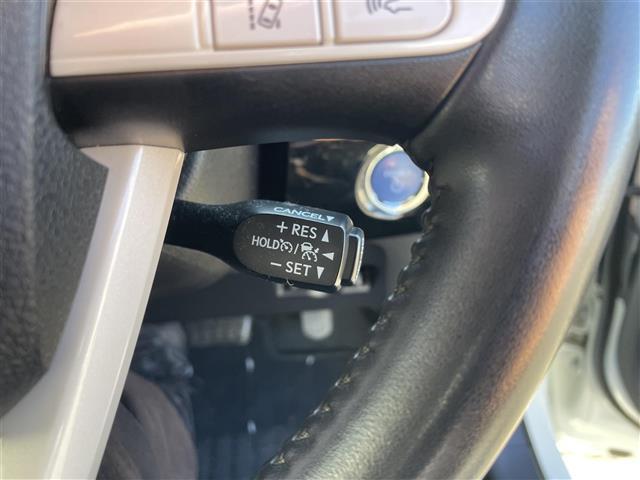 CANCEL▼
+ RES ▲
HOLD / ◀
− SET ▼